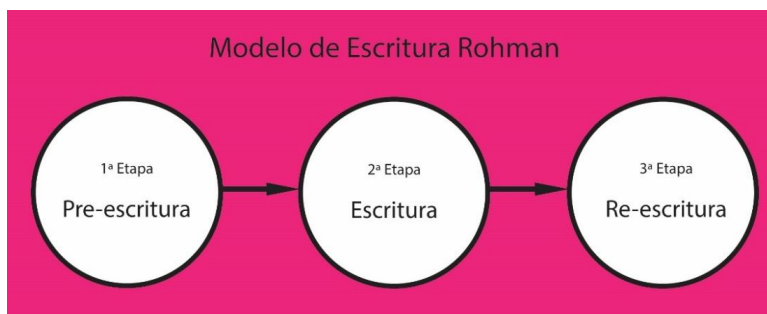 Modelo de Escritura Rohman
1ª Etapa
Pre-escritura
2ª Etapa
Escritura
3ª Etapa
Re-escritura